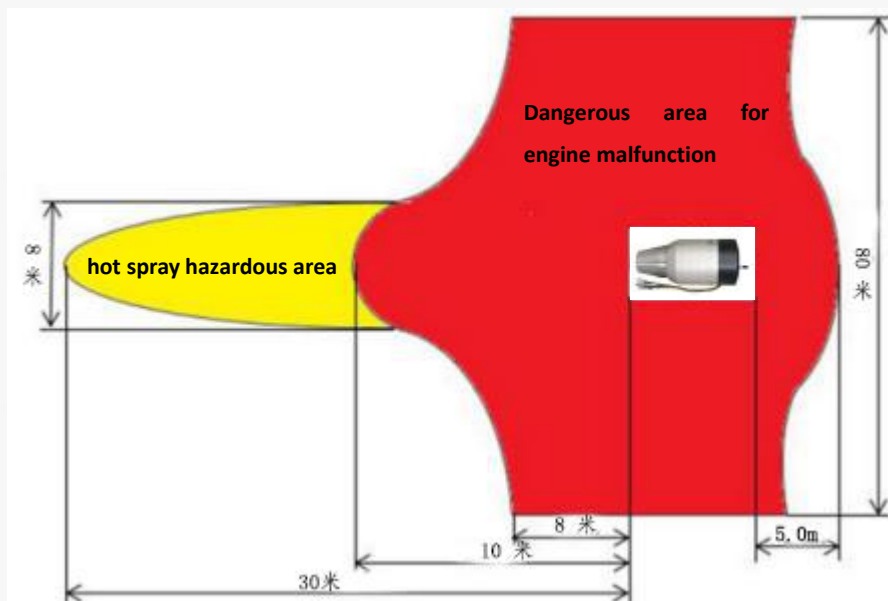 Dangerous area for
engine malfunction
hot spray hazardous area
8米
80米
8 米
5.0m
10 米
30米